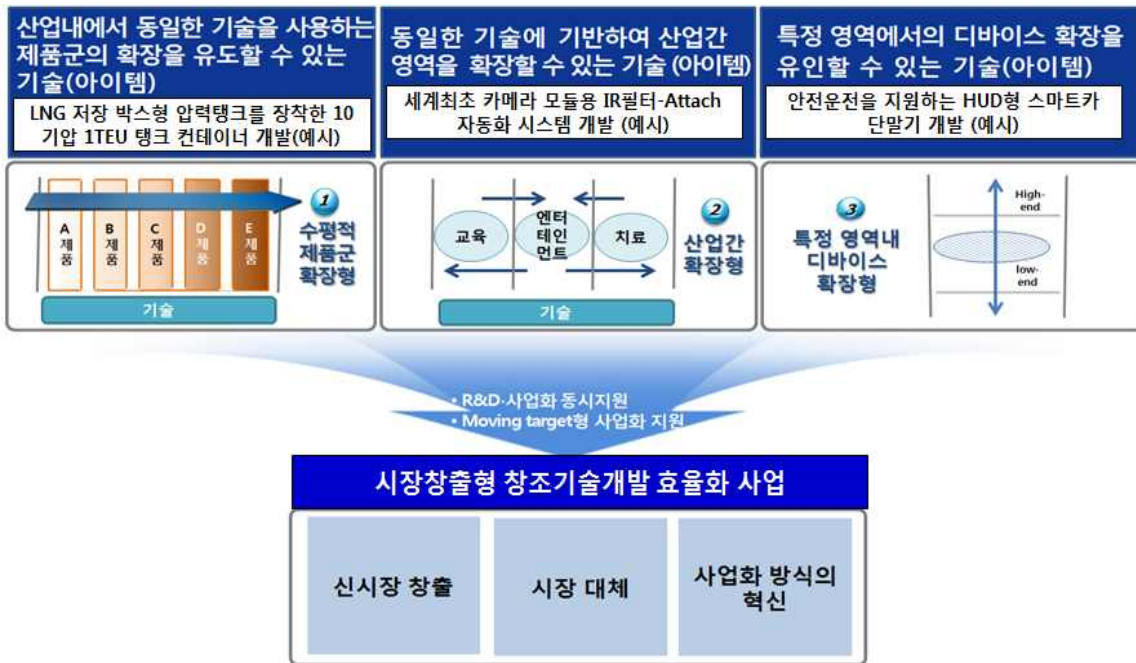 산업내에서 동일한 기술을 사용하는
제품군의 확장을 유도할 수 있는
기술(아이템)
LNG 저장 박스형 압력탱크를 장착한 10
기압 1TEU 탱크 컨테이너 개발(예시)
동일한 기술에 기반하여 산업간
영역을 확장할 수 있는 기술 (아이템)
세계최초 카메라 모듈용 IR필터-Attach
자동화 시스템 개발 (예시)
특정 영역에서의 디바이스 확장을
유인할 수 있는 기술(아이템)
안전운전을 지원하는 HUD형 스마트카
단말기 개발 (예시)
A 제품
B 제품
C 제품
D 제품
E 제품
1
수평적
제품군
확장형
기술
교육
엔터
테인
먼트
치료
2
산업간
확장형
기술
3
특정 영역내
디바이스
확장형
High-
end
low-
end
• R&D·사업화 동시지원
• Moving target형 사업화 지원
시장창출형 창조기술개발 효율화 사업
신시장 창출
시장 대체
사업화 방식의
혁신